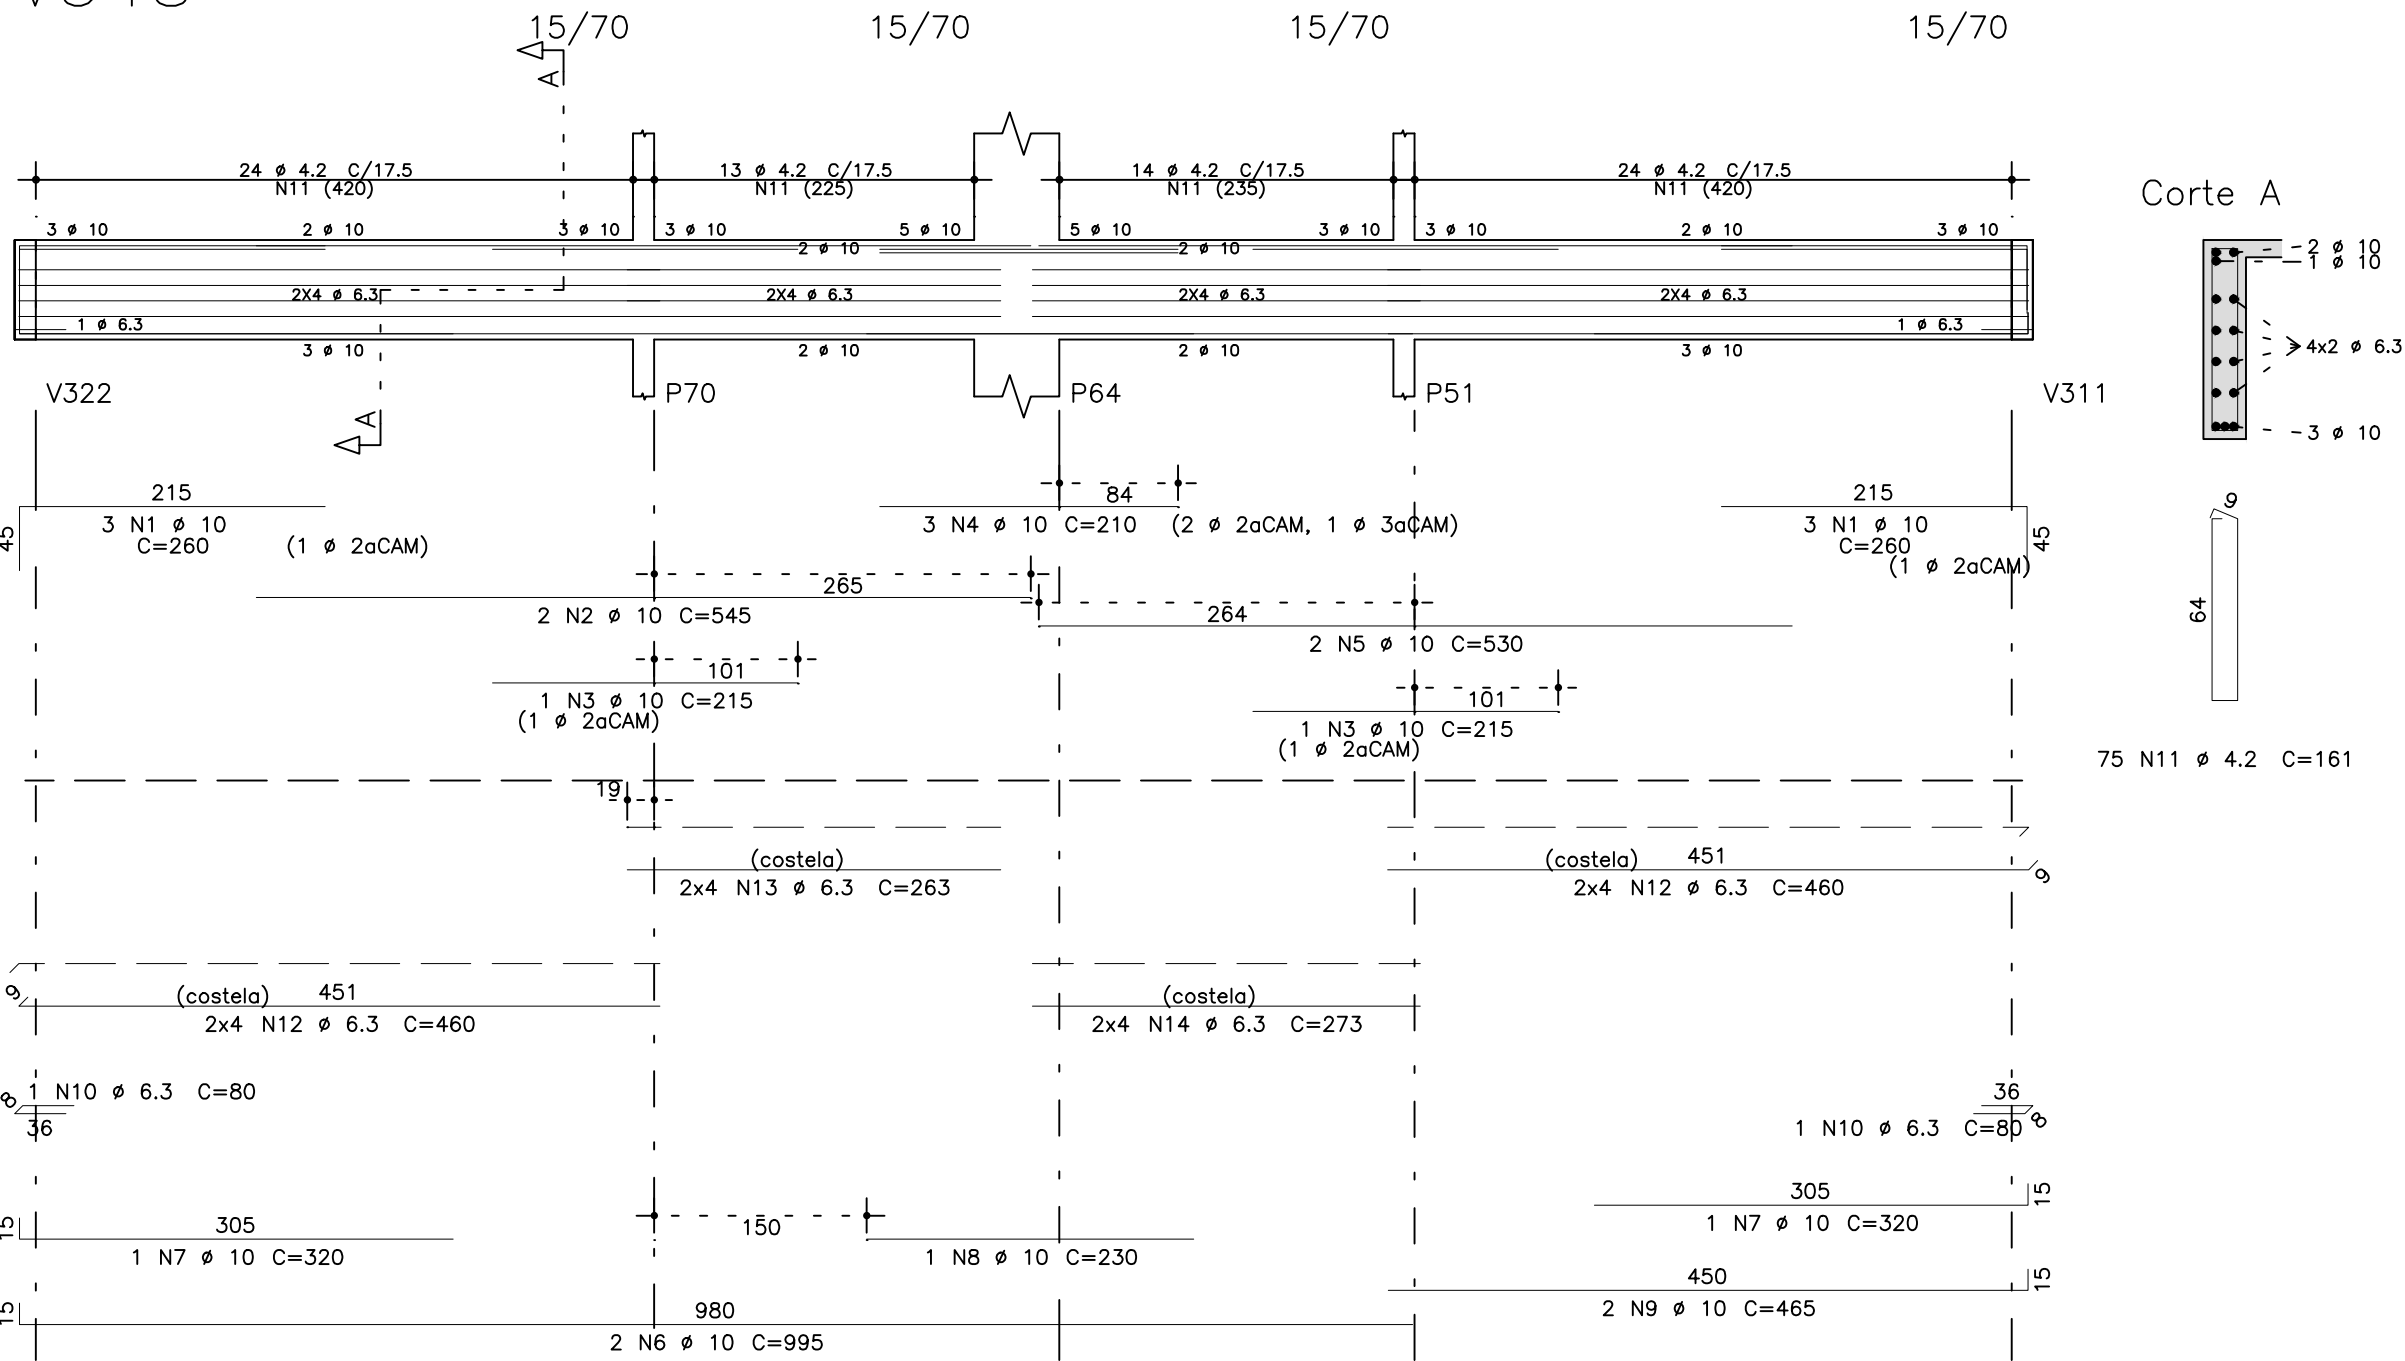 15/70 15/70 15/70 15/70
A
24 ø 4.2 C/17.5 13 ø 4.2 C/17.5 14 ø 4.2 C/17.5 24 ø 4.2 C/17.5
N11 (420) N11 (225) N11 (235) N11 (420)
Corte A
3 ø 10 2 ø 10 3 ø 10 3 ø 10 5 ø 10 5 ø 10 3 ø 10 3 ø 10 2 ø 10 3 ø 10
2 ø 10 2 ø 10
2 ø 10
1 ø 10
2X4 ø 6.3 2X4 ø 6.3 2X4 ø 6.3 2X4 ø 6.3
1 ø 6.3 1 ø 6.3
3 ø 10 2 ø 10 2 ø 10 3 ø 10
4x2 ø 6.3
V322 P70 P64 P51 V311
A
3 ø 10
215 84 215
3 N1 ø 10 3 N4 ø 10 C=210 (2 ø 2aCAM, 1 ø 3aCAM) 3 N1 ø 10
45 C=260 (1 ø 2aCAM) C=260 45
(1 ø 2aCAM)
9
64
265
2 N2 ø 10 C=545
264
2 N5 ø 10 C=530
101
1 N3 ø 10 C=215
(1 ø 2aCAM)
101
1 N3 ø 10 C=215
(1 ø 2aCAM)
75 N11 ø 4.2 C=161
19
(costela) (costela) 451
2x4 N13 ø 6.3 C=263 2x4 N12 ø 6.3 C=460 9
9 (costela) 451 (costela)
2x4 N12 ø 6.3 C=460 2x4 N14 ø 6.3 C=273
1 N10 ø 6.3 C=80 36
8 8
36 1 N10 ø 6.3 C=80
305 15
1 N7 ø 10 C=320
15 305 150
1 N7 ø 10 C=320 1 N8 ø 10 C=230
450 15
2 N9 ø 10 C=465
15 980
2 N6 ø 10 C=995